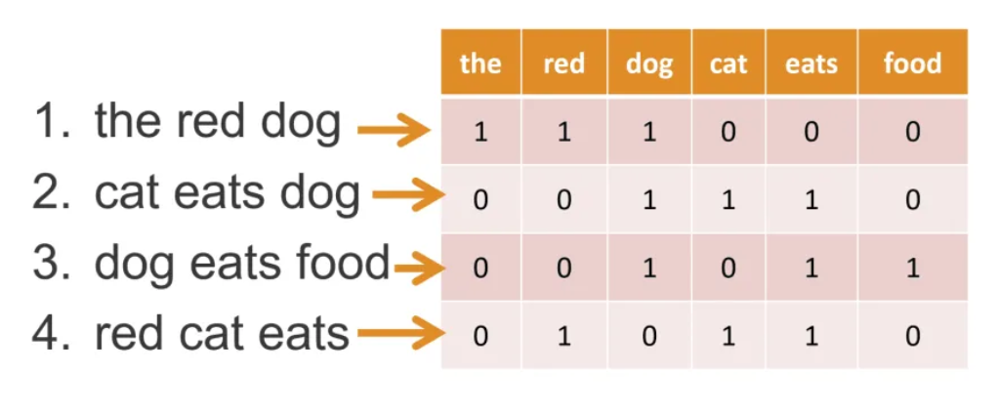 the red dog cat eats food
1. the red dog 1 1 1 0 0 0
2. cat eats dog 0 0 1 1 1 0
3. dog eats food 0 0 1 0 1 1
4. red cat eats 0 1 0 1 1 0